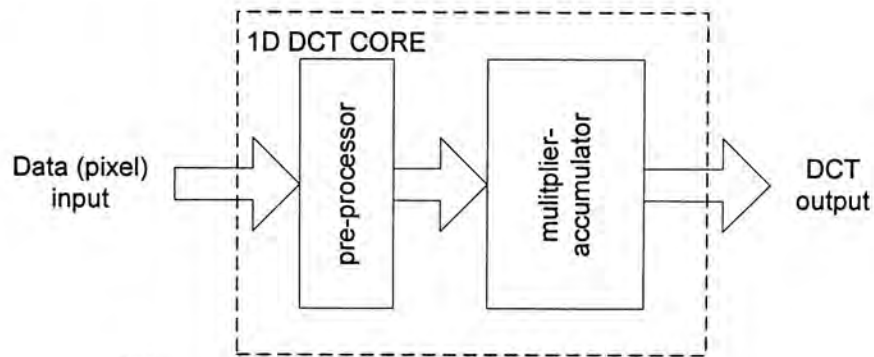 1D DCT CORE
Data (pixel)
input
pre-processor
mulitplier-
accumulator
DCT
output